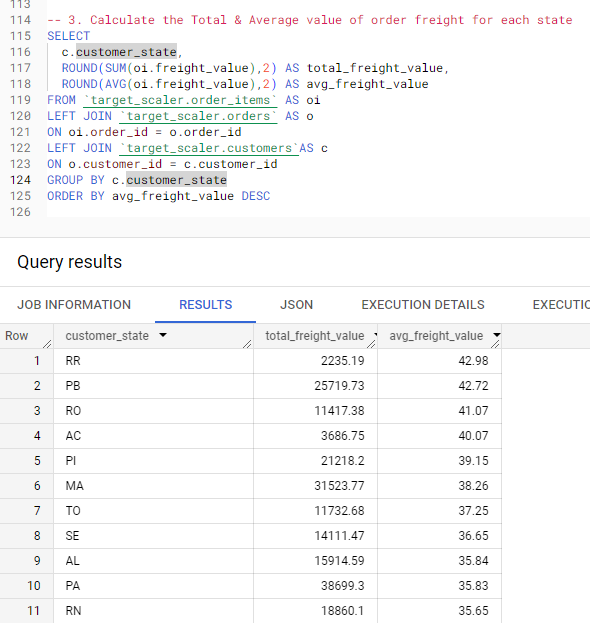 113
114 -- 3. Calculate the Total & Average value of order freight for each state
115 SELECT
116 c.customer_state,
117 ROUND(SUM(oi.freight_value),2) AS total_freight_value,
118 ROUND(AVG(oi.freight_value),2) AS avg_freight_value
119 FROM `target_scaler.order_items` AS oi
120 LEFT JOIN `target_scaler.orders` AS o
121 ON oi.order_id = o.order_id
122 LEFT JOIN `target_scaler.customers`AS c
123 ON o.customer_id = c.customer_id
124 GROUP BY c.customer_state
125 ORDER BY avg_freight_value DESC
126
Query results
JOB INFORMATION RESULTS JSON EXECUTION DETAILS EXECUTIO
Row customer_state total_freight_value avg_freight_value
1 RR 2235.19 42.98
2 PB 25719.73 42.72
3 RO 11417.38 41.07
4 AC 3686.75 40.07
5 PI 21218.2 39.15
6 MA 31523.77 38.26
7 TO 11732.68 37.25
8 SE 14111.47 36.65
9 AL 15914.59 35.84
10 PA 38699.3 35.83
11 RN 18860.1 35.65